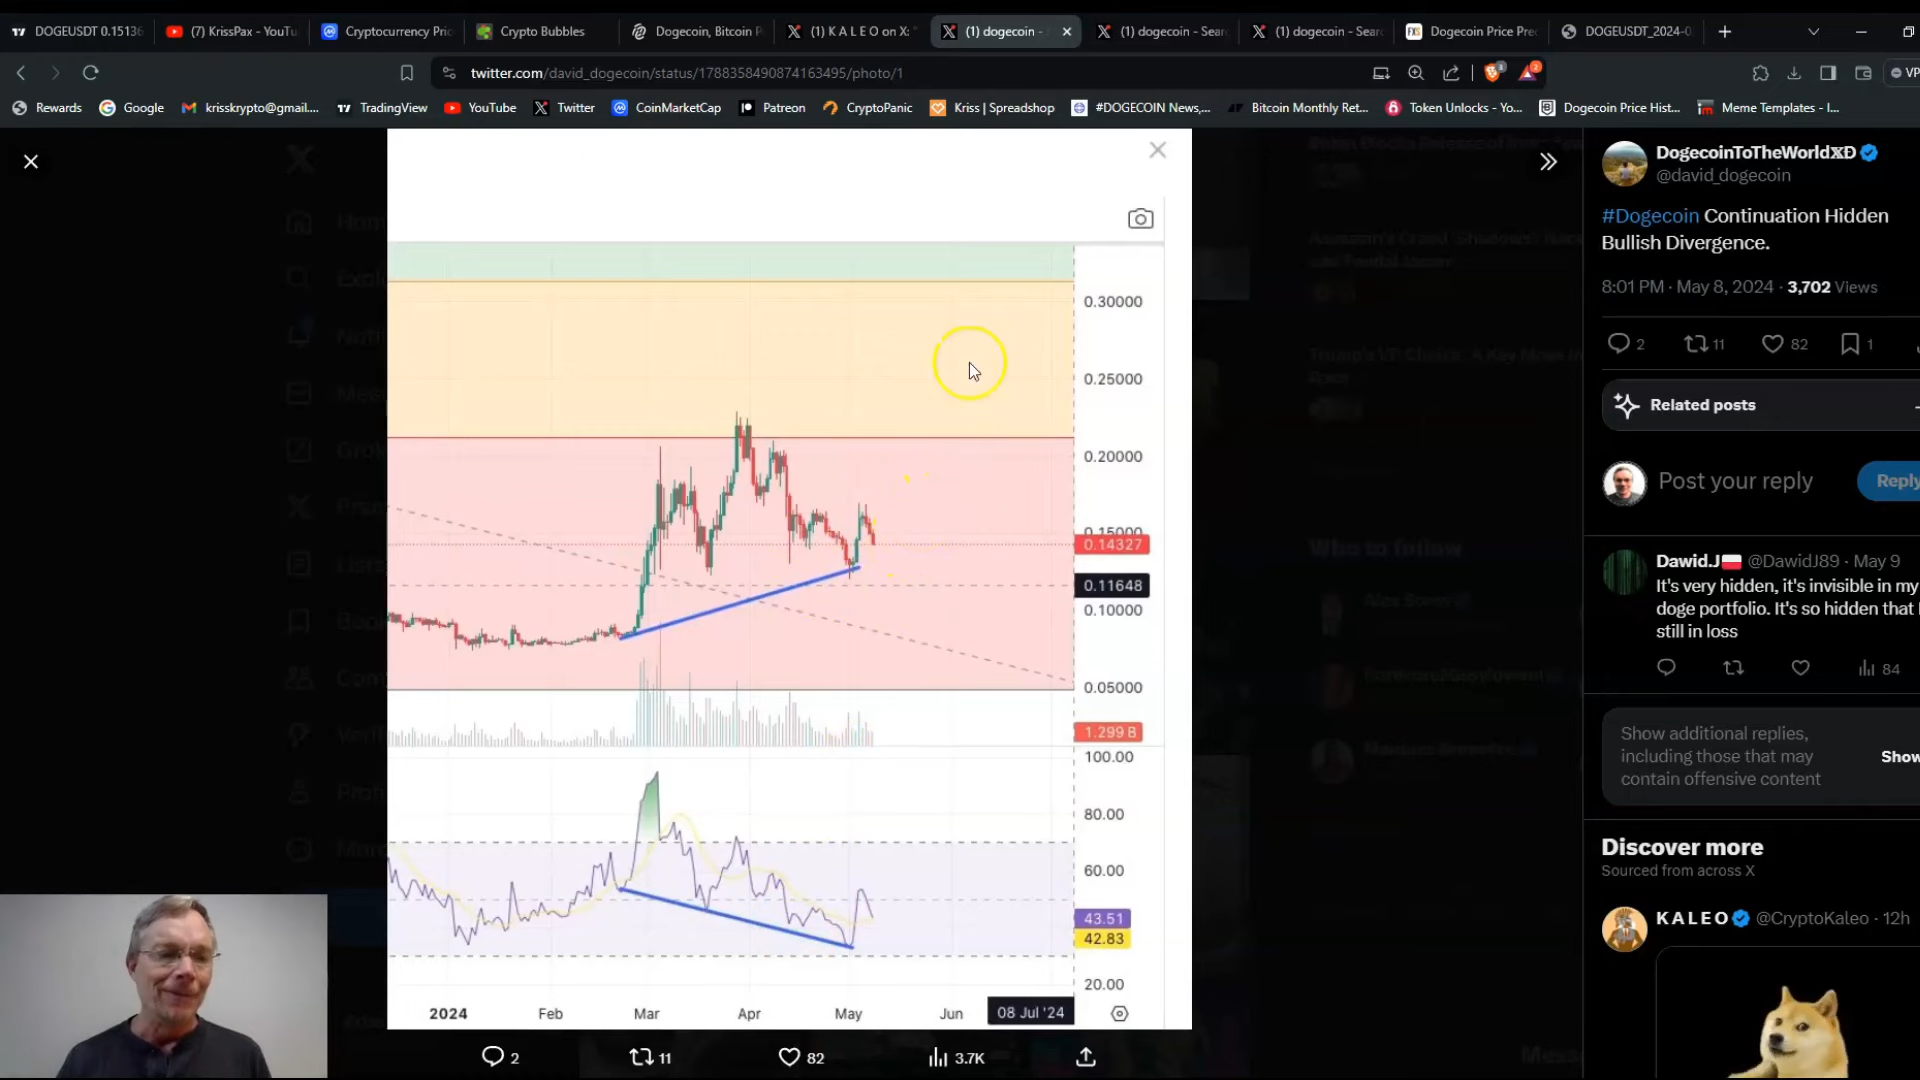 DOGEUSDT 0.15136
(7) KrissPax - YouTu
Cryptocurrency Pric
Crypto Bubbles
Dogecoin, Bitcoin P
(1) K A L E O on X: "
(1) dogecoin -
(1) dogecoin - Sear
(1) dogecoin - Sear
Dogecoin Price Pred
DOGEUSDT_2024-0
twitter.com/david_dogecoin/status/1788358490874163495/photo/1
VP
Rewards
Google
krisskrypto@gmail....
TradingView
YouTube
Twitter
CoinMarketCap
Patreon
CryptoPanic
Kriss | Spreadshop
#DOGECOIN News,...
Bitcoin Monthly Ret...
Token Unlocks - Yo...
Dogecoin Price Hist...
Meme Templates - I...
0.30000
0.25000
0.20000
0.15000
0.14327
0.11648
0.10000
0.05000
1.299 B
100.00
80.00
60.00
43.51
42.83
20.00
2024
Feb
Mar
Apr
May
Jun
08 Jul '24
2
11
82
3.7K
DogecoinToTheWorldXÐ
@david_dogecoin
#Dogecoin Continuation Hidden
Bullish Divergence.
8:01 PM · May 8, 2024 · 3,702 Views
2
11
82
1
Related posts
Post your reply
Reply
Dawid.J🇵🇱 @DawidJ89 · May 9
It's very hidden, it's invisible in my
doge portfolio. It's so hidden that I
still in loss
84
Show additional replies,
including those that may
contain offensive content
Show
Discover more
Sourced from across X
K A L E O @CryptoKaleo · 12h
Who to follow